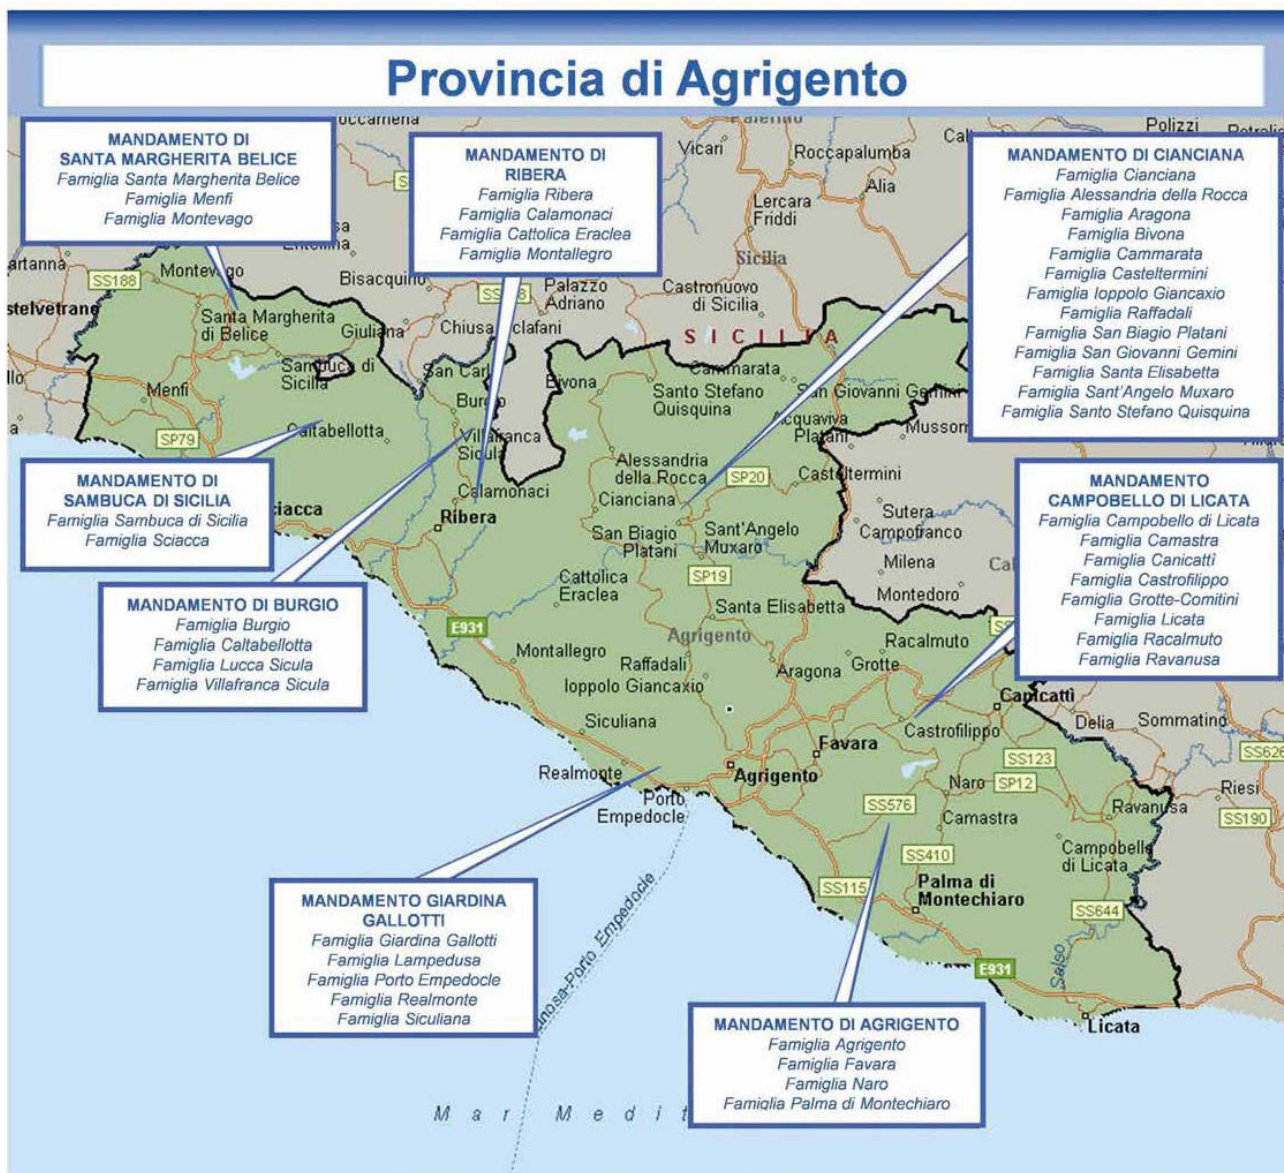 Provincia di Agrigento
MANDAMENTO DI
SANTA MARGHERITA BELICE
Famiglia Santa Margherita Belice
Famiglia Menfi
Famiglia Montevago
MANDAMENTO DI
RIBERA
Famiglia Ribera
Famiglia Calamonaci
Famiglia Cattolica Eraclea
Famiglia Montallegro
MANDAMENTO DI CIANCIANA
Famiglia Cianciana
Famiglia Alessandria della Rocca
Famiglia Aragona
Famiglia Bivona
Famiglia Cammarata
Famiglia Casteltermini
Famiglia Ioppolo Giancaxio
Famiglia Raffadali
Famiglia San Biagio Platani
Famiglia San Giovanni Gemini
Famiglia Santa Elisabetta
Famiglia Sant'Angelo Muxaro
Famiglia Santo Stefano Quisquina
MANDAMENTO DI
SAMBUCA DI SICILIA
Famiglia Sambuca di Sicilia
Famiglia Sciacca
MANDAMENTO DI BURGIO
Famiglia Burgio
Famiglia Caltabellotta
Famiglia Lucca Sicula
Famiglia Villafranca Sicula
MANDAMENTO
CAMPOBELLO DI LICATA
Famiglia Campobello di Licata
Famiglia Camastra
Famiglia Canicattì
Famiglia Castrofilippo
Famiglia Grotte-Comitini
Famiglia Licata
Famiglia Racalmuto
Famiglia Ravanusa
MANDAMENTO GIARDINA
GALLOTTI
Famiglia Giardina Gallotti
Famiglia Lampedusa
Famiglia Porto Empedocle
Famiglia Realmonte
Famiglia Siculiana
MANDAMENTO DI AGRIGENTO
Famiglia Agrigento
Famiglia Favara
Famiglia Naro
Famiglia Palma di Montechiaro
Palermo
Polizzi
Vicari
Roccapalumba
Alia
Lercara
Friddi
Sicilia
Castronuovo
di Sicilia
SICILIA
Bisacquino
Palazzo
Adriano
SS188
Montevago
Santa Margherita
di Belice
Giuliana
Sambuca di
Sicilia
Menfi
SP79
Caltabellotta
Burgio
Villafranca
Sicula
Calamonaci
Ribera
Bivona
Santo Stefano
Quisquina
Cammarata
San Giovanni Gemini
Acquaviva
Platani
Casteltermini
Alessandria
della Rocca
Cianciana
SP20
San Biagio
Platani
Sant'Angelo
Muxaro
SP19
Sutera
Campofranco
Milena
Montedoro
Cattolica
Eraclea
Santa Elisabetta
E931
Montallegro
Agrigento
Raffadali
Ioppolo Giancaxio
Aragona
Grotte
Racalmuto
Siculiana
Realmonte
Porto
Empedocle
Agrigento
Favara
Castrofilippo
Canicattì
Delia
Sommatino
SS123
SP12
SS626
Riesi
SS190
Naro
SS576
Camastra
Ravanusa
Campobello
di Licata
SS410
SS115
Palma di
Montechiaro
SS644
E931
Salso
Licata
Porto Empedocle
Mar